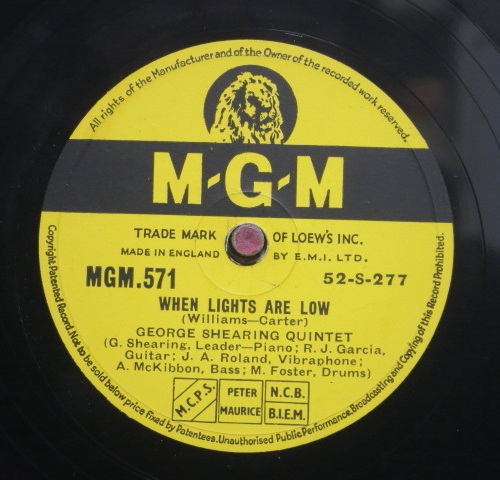 All rights of the Manufacturer and of the Owner of the recorded work reserved.
M-G-M
TRADE MARK OF LOEW'S INC.
MADE IN ENGLAND BY E.M.I. LTD.
MGM.571 52-S-277
WHEN LIGHTS ARE LOW
(Williams—Carter)
GEORGE SHEARING QUINTET
(G. Shearing, Leader—Piano; R. J. Garcia,
Guitar; J. A. Roland, Vibraphone;
A. McKibbon, Bass; M. Foster, Drums)
M.C.P.S. PETER MAURICE N.C.B. B.I.E.M.
Copyright Patented Record. Not to be sold below price fixed by Patentees. Unauthorised Public Performance, Broadcasting and Copying of this Record Prohibited.